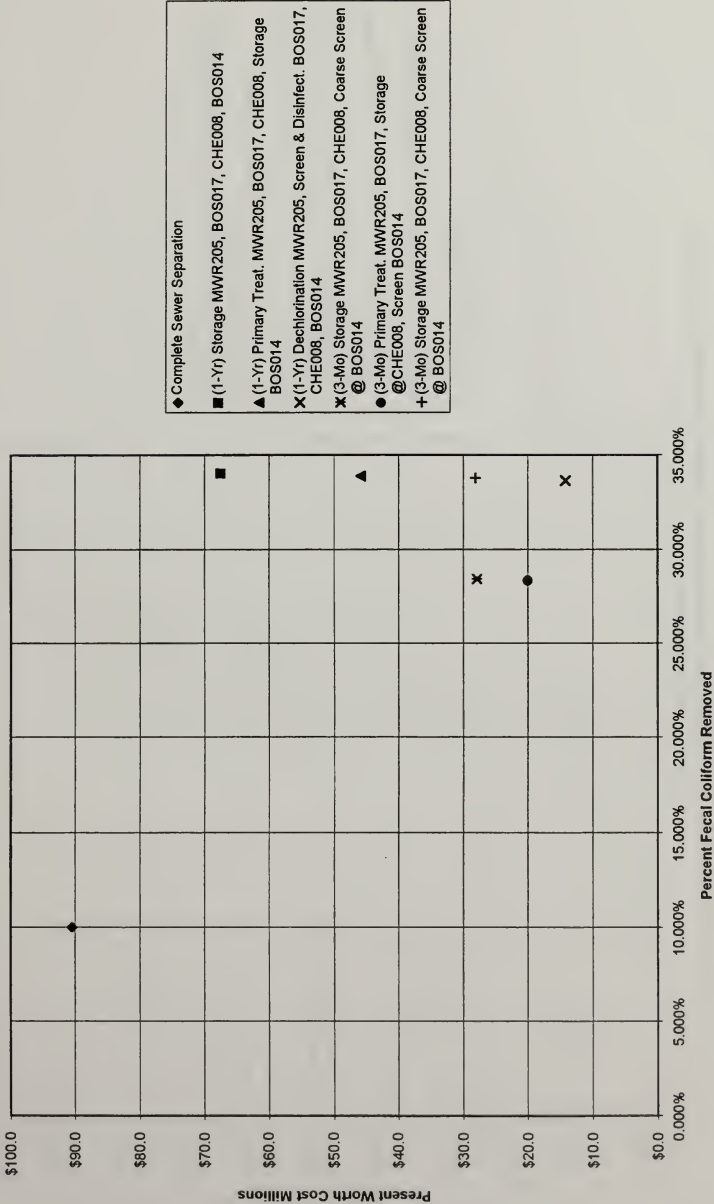 $100.0
$90.0
$80.0
$70.0
$60.0
$50.0
$40.0
$30.0
$20.0
$10.0
$0.0
Present Worth Cost Millions
0.000%
5.000%
10.000%
15.000%
20.000%
25.000%
30.000%
35.000%
Percent Fecal Coliform Removed
Complete Sewer Separation
(1-Yr) Storage MWR205, BOS017, CHE008, BOS014
(1-Yr) Primary Treat. MWR205, BOS017, CHE008, Storage
BOS014
(1-Yr) Dechlorination MWR205, Screen & Disinfect. BOS017,
CHE008, BOS014
(3-Mo) Storage MWR205, BOS017, CHE008, Coarse Screen
@ BOS014
(3-Mo) Primary Treat. MWR205, BOS017, Storage
@CHE008, Screen BOS014
(3-Mo) Storage MWR205, BOS017, CHE008, Coarse Screen
@ BOS014